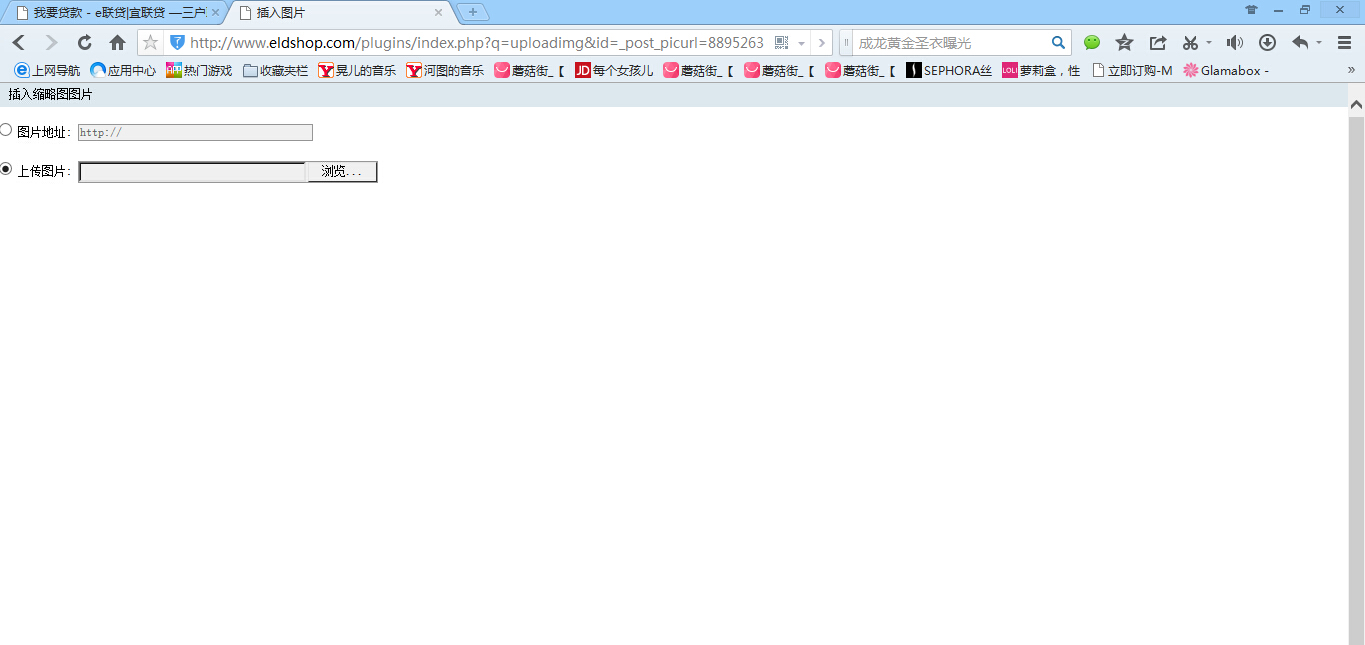 我要贷款 - e联贷|宜联贷 —三户
插入图片
http://www.eldshop.com/plugins/index.php?q=uploadimg&id=_post_picurl=8895263
成龙黄金圣衣曝光
上网导航 应用中心 热门游戏 收藏夹栏 晃儿的音乐 河图的音乐 蘑菇街_【 JD 每个女孩儿 蘑菇街_【 蘑菇街_【 蘑菇街_【 SEPHORA丝 LOLI 萝莉盒，性 立即订购-M Glamabox - »
插入缩略图图片
图片地址： http://
上传图片： 浏览...